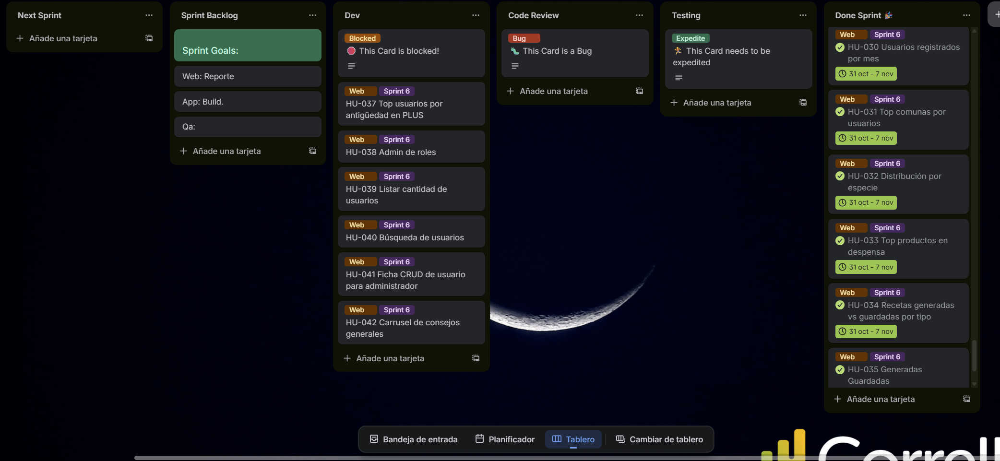 Next Sprint
Añade una tarjeta
Sprint Backlog
Sprint Goals:
Web: Reporte
App: Build.
Qa:
Añade una tarjeta
Dev
Blocked
This Card is blocked!
Web Sprint 6
HU-037 Top usuarios por
antigüedad en PLUS
Web Sprint 6
HU-038 Admin de roles
Web Sprint 6
HU-039 Listar cantidad de
usuarios
Web Sprint 6
HU-040 Búsqueda de usuarios
Web Sprint 6
HU-041 Ficha CRUD de usuario
para administrador
Web Sprint 6
HU-042 Carrusel de consejos
generales
Añade una tarjeta
Code Review
Bug
This Card is a Bug
Añade una tarjeta
Testing
Expedite
This Card needs to be
expedited
Añade una tarjeta
Done Sprint 🎉
Web Sprint 6
HU-030 Usuarios registrados
por mes
31 oct - 7 nov
Web Sprint 6
HU-031 Top comunas por
usuarios
31 oct - 7 nov
Web Sprint 6
HU-032 Distribución por
especie
31 oct - 7 nov
Web Sprint 6
HU-033 Top productos en
despensa
31 oct - 7 nov
Web Sprint 6
HU-034 Recetas generadas
vs guardadas por tipo
31 oct - 7 nov
Web Sprint 6
HU-035 Generadas
Guardadas
Añade una tarjeta
Bandeja de entrada
Planificador
Tablero
Cambiar de tablero